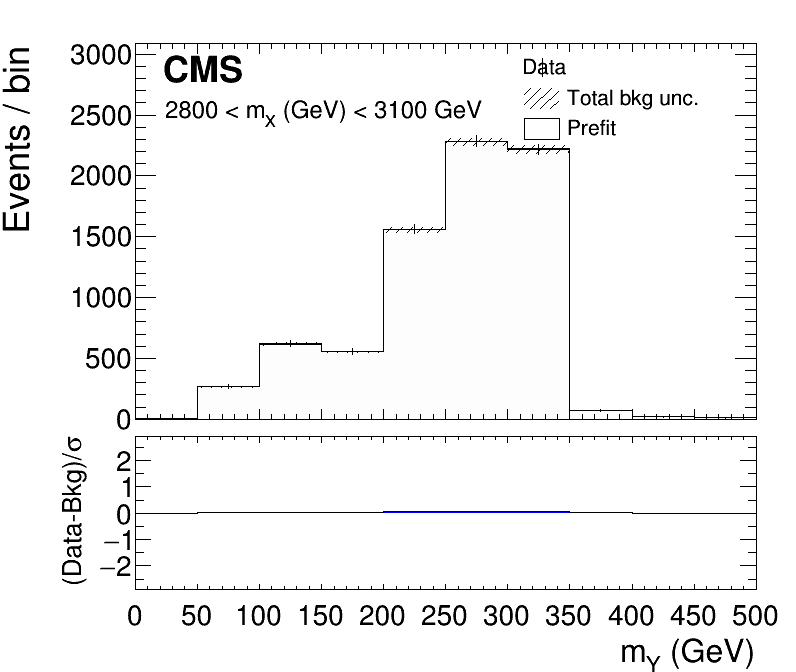 CMS
2800 < mX (GeV) < 3100 GeV
Data
Total bkg unc.
Prefit
Events / bin
3000
2500
2000
1500
1000
500
0
(Data-Bkg)/σ
2
1
0
−1
−2
0 50 100 150 200 250 300 350 400 450 500
mY (GeV)